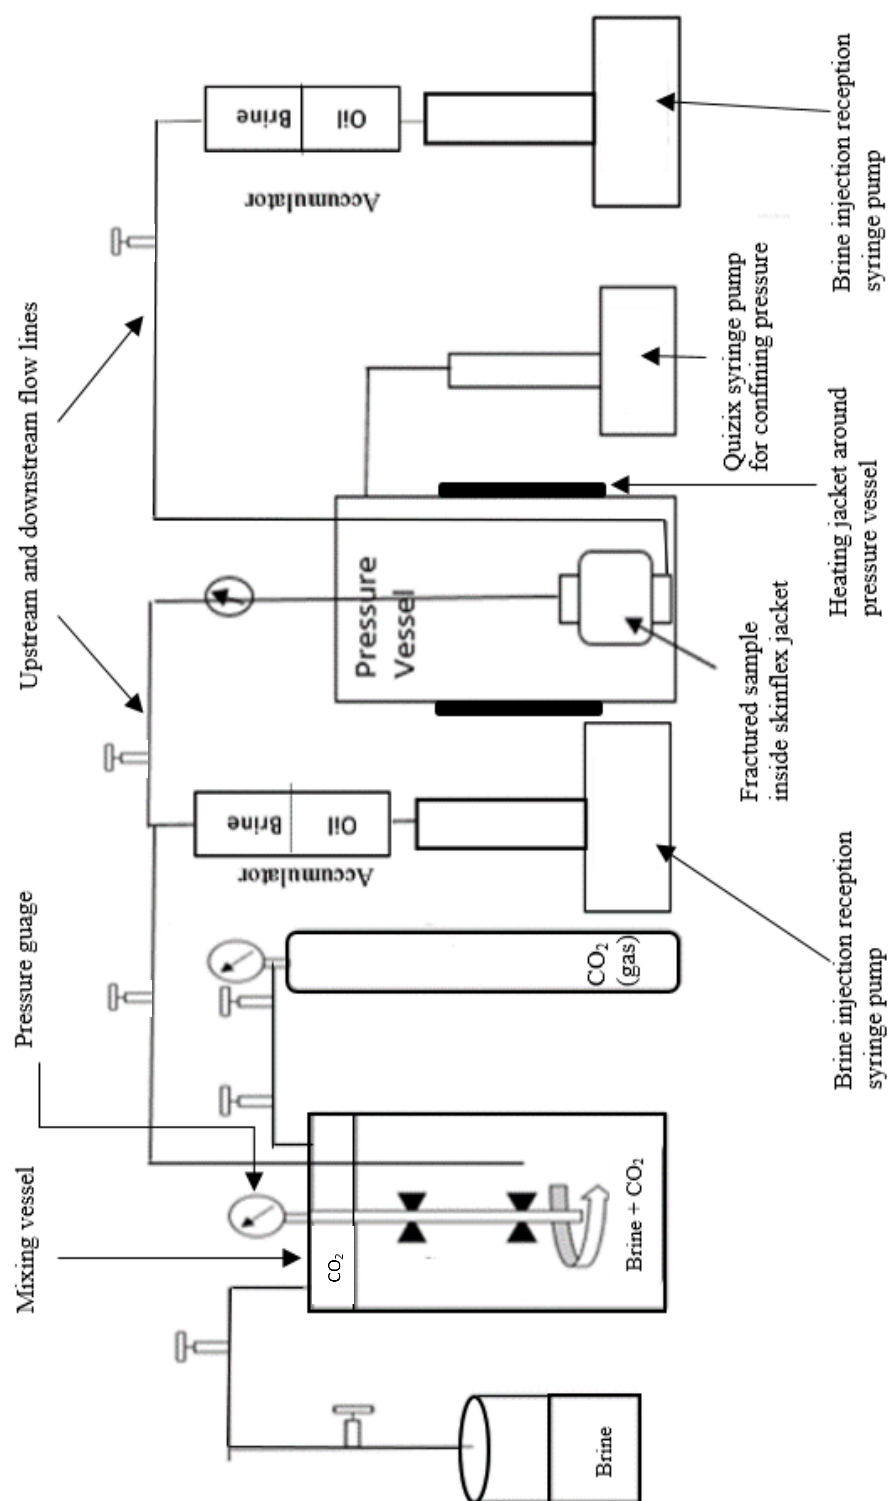 Upstream and downstream flow lines
Pressure guage
Mixing vessel
Brine
Oil
Accumulator
Brine
Oil
Accumulator
Pressure
Vessel
CO₂
(gas)
CO₂
Brine + CO₂
Brine
Brine injection reception
syringe pump
Quizix syringe pump
for confining pressure
Heating jacket around
pressure vessel
Fractured sample
inside skinflex jacket
Brine injection reception
syringe pump